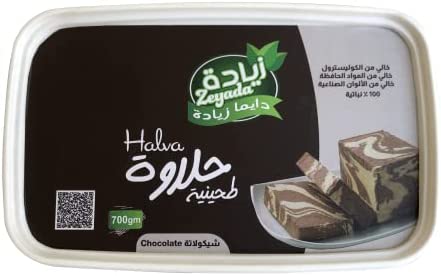 زيادة
Zeyada
دايما زيادة
خالي من الكوليسترول
خالي من المواد الحافظة
خالي من الألوان الصناعية
100٪ نباتية
Halva
حلاوة
طحينية
700gm
شيكولاتة Chocolate